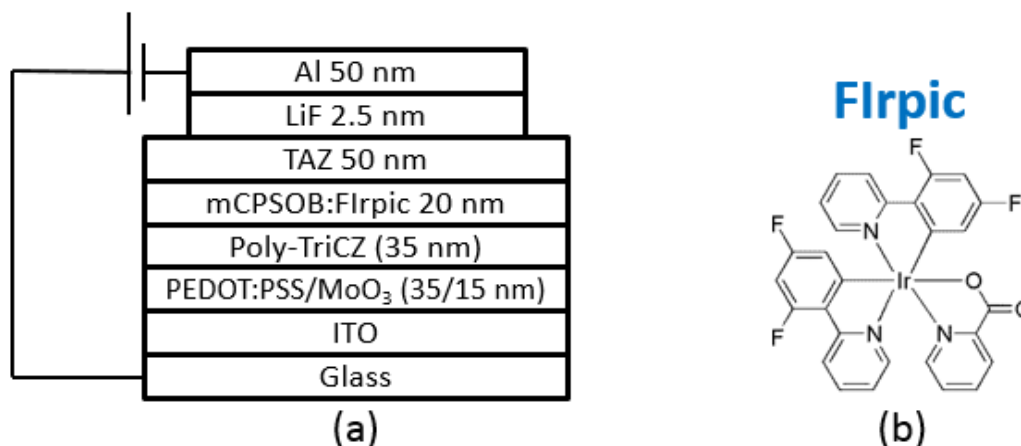 Al 50 nm
LiF 2.5 nm
TAZ 50 nm
mCPSOB:FIrpic 20 nm
Poly-TriCZ (35 nm)
PEDOT:PSS/MoO₃ (35/15 nm)
ITO
Glass
(a)
FIrpic
F
F
N
F
Ir
O
O
F
N
N
(b)